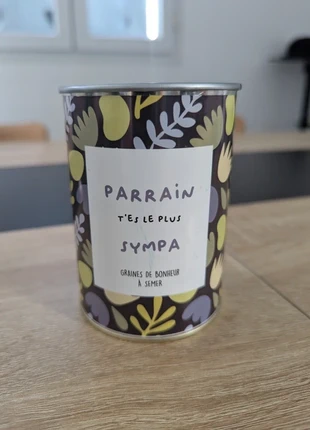 PARRAIN
T'ES LE PLUS
SYMPA
GRAINES DE BONHEUR
À SEMER